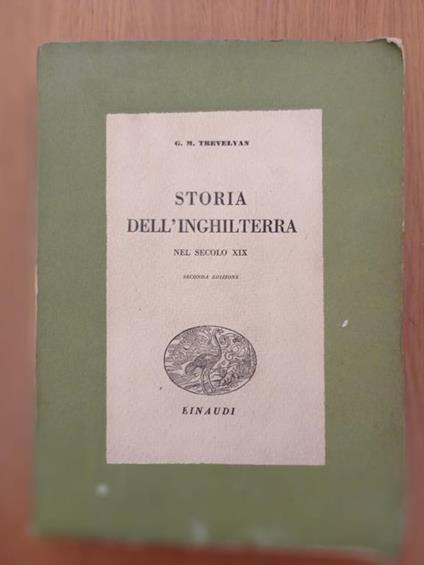 G. M. TREVELYAN
STORIA
DELL'INGHILTERRA
NEL SECOLO XIX
SECONDA EDIZIONE
EINAUDI